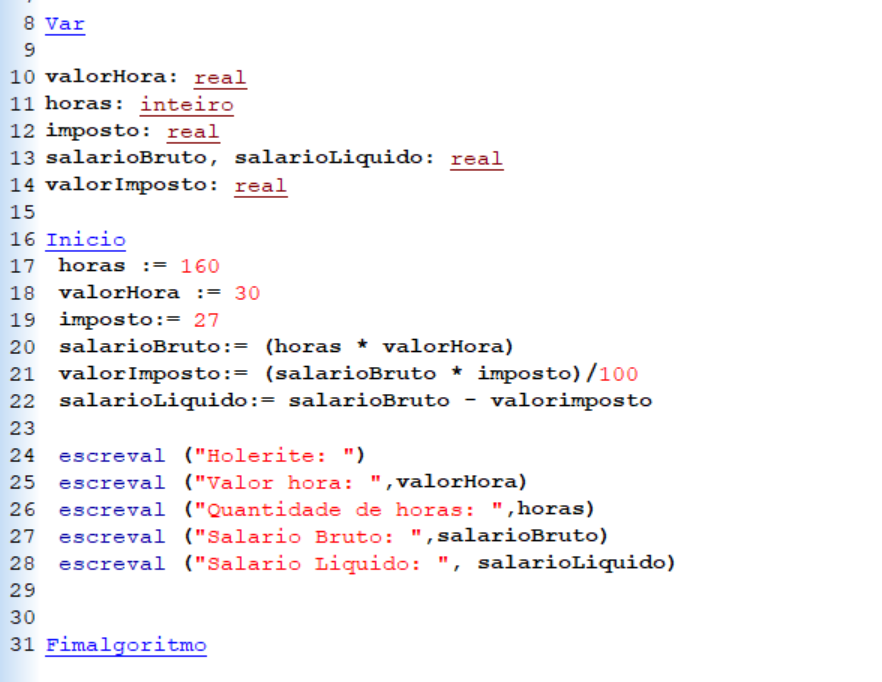 8 Var
9
10 valorHora: real
11 horas: inteiro
12 imposto: real
13 salarioBruto, salarioLiquido: real
14 valorImposto: real
15
16 Inicio
17 horas := 160
18 valorHora := 30
19 imposto:= 27
20 salarioBruto:= (horas * valorHora)
21 valorImposto:= (salarioBruto * imposto)/100
22 salarioLiquido:= salarioBruto - valorimposto
23
24 escreval ("Holerite: ")
25 escreval ("Valor hora: ",valorHora)
26 escreval ("Quantidade de horas: ",horas)
27 escreval ("Salario Bruto: ",salarioBruto)
28 escreval ("Salario Liquido: ", salarioLiquido)
29
30
31 Fimalgoritmo